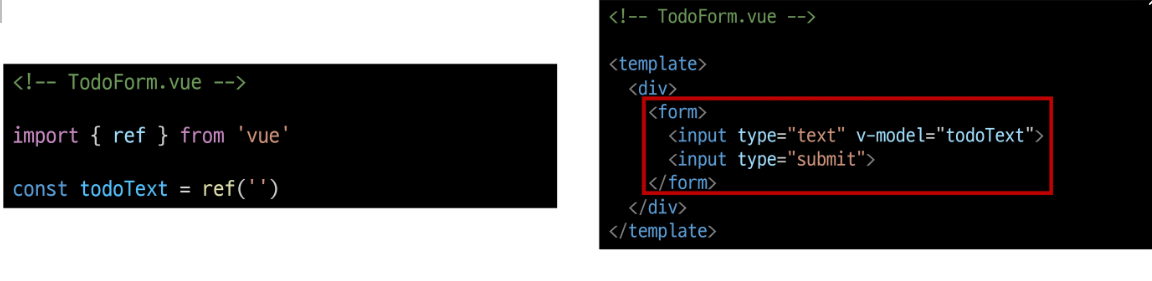 <!-- TodoForm.vue -->
import { ref } from 'vue'
const todoText = ref('')
<!-- TodoForm.vue -->
<template>
<div>
<form>
<input type="text" v-model="todoText">
<input type="submit">
</form>
</div>
</template>